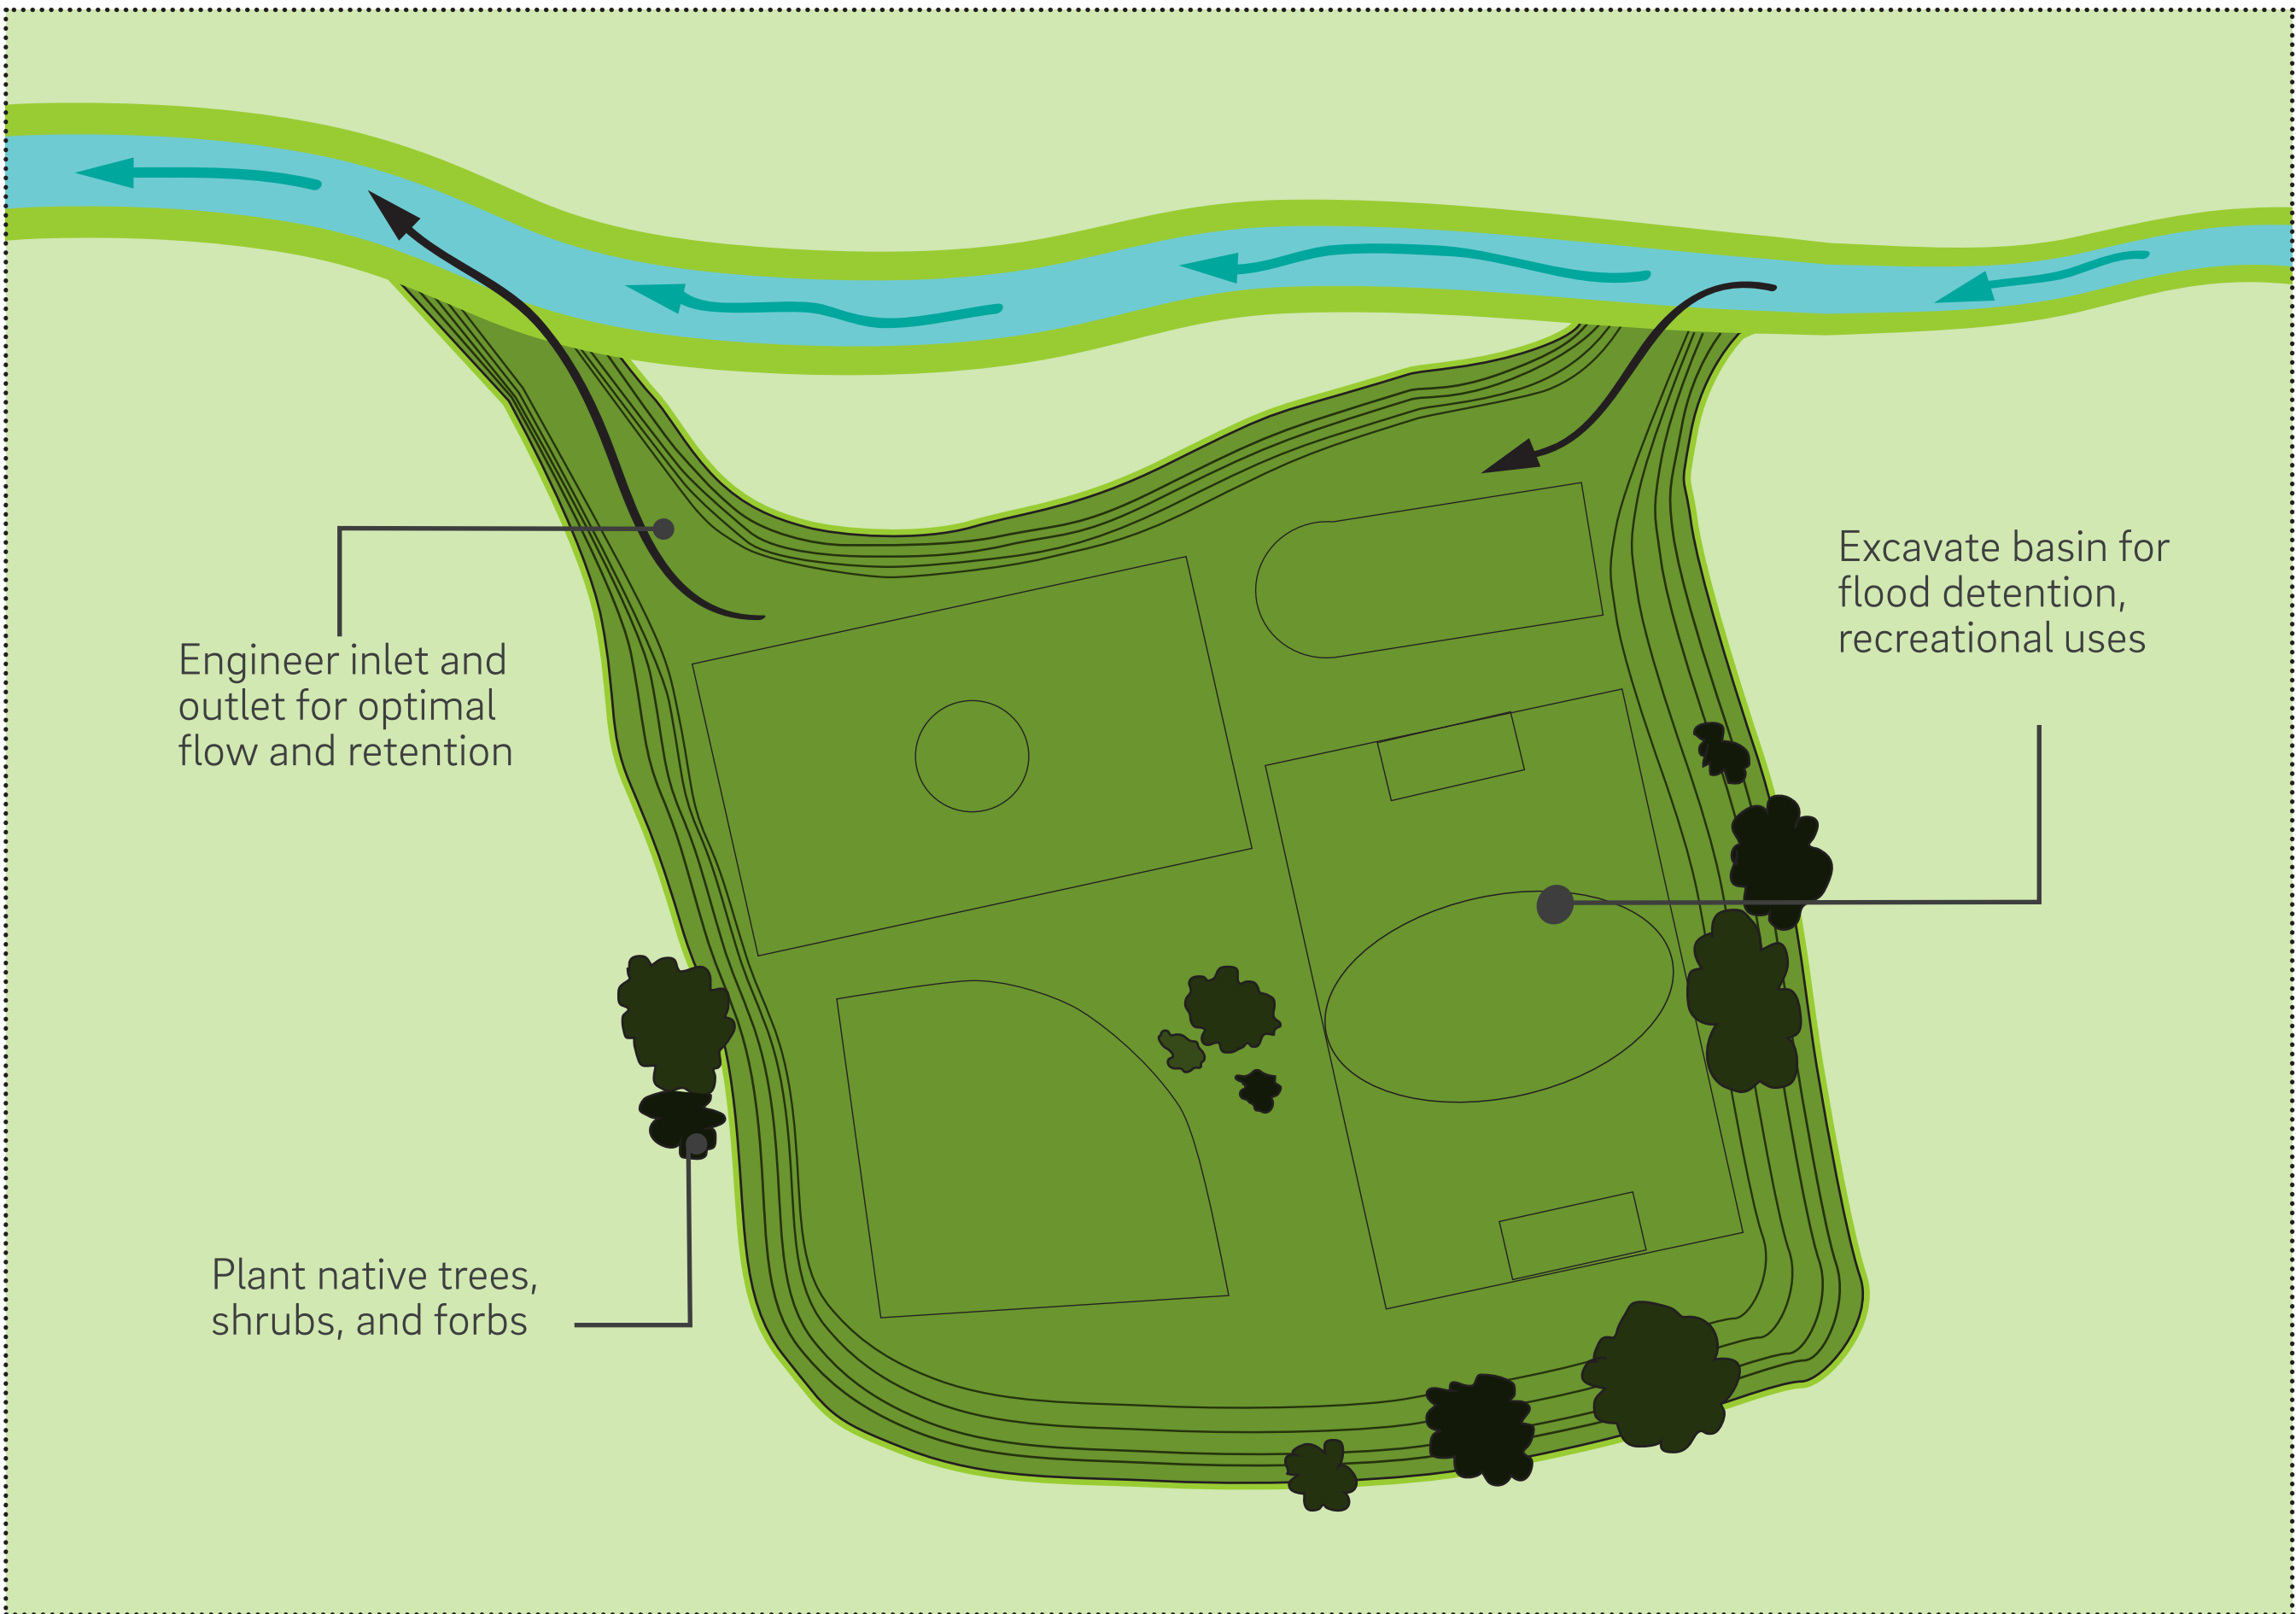 Excavate basin for
flood detention,
recreational uses
Engineer inlet and
outlet for optimal
flow and retention
Plant native trees,
shrubs, and forbs